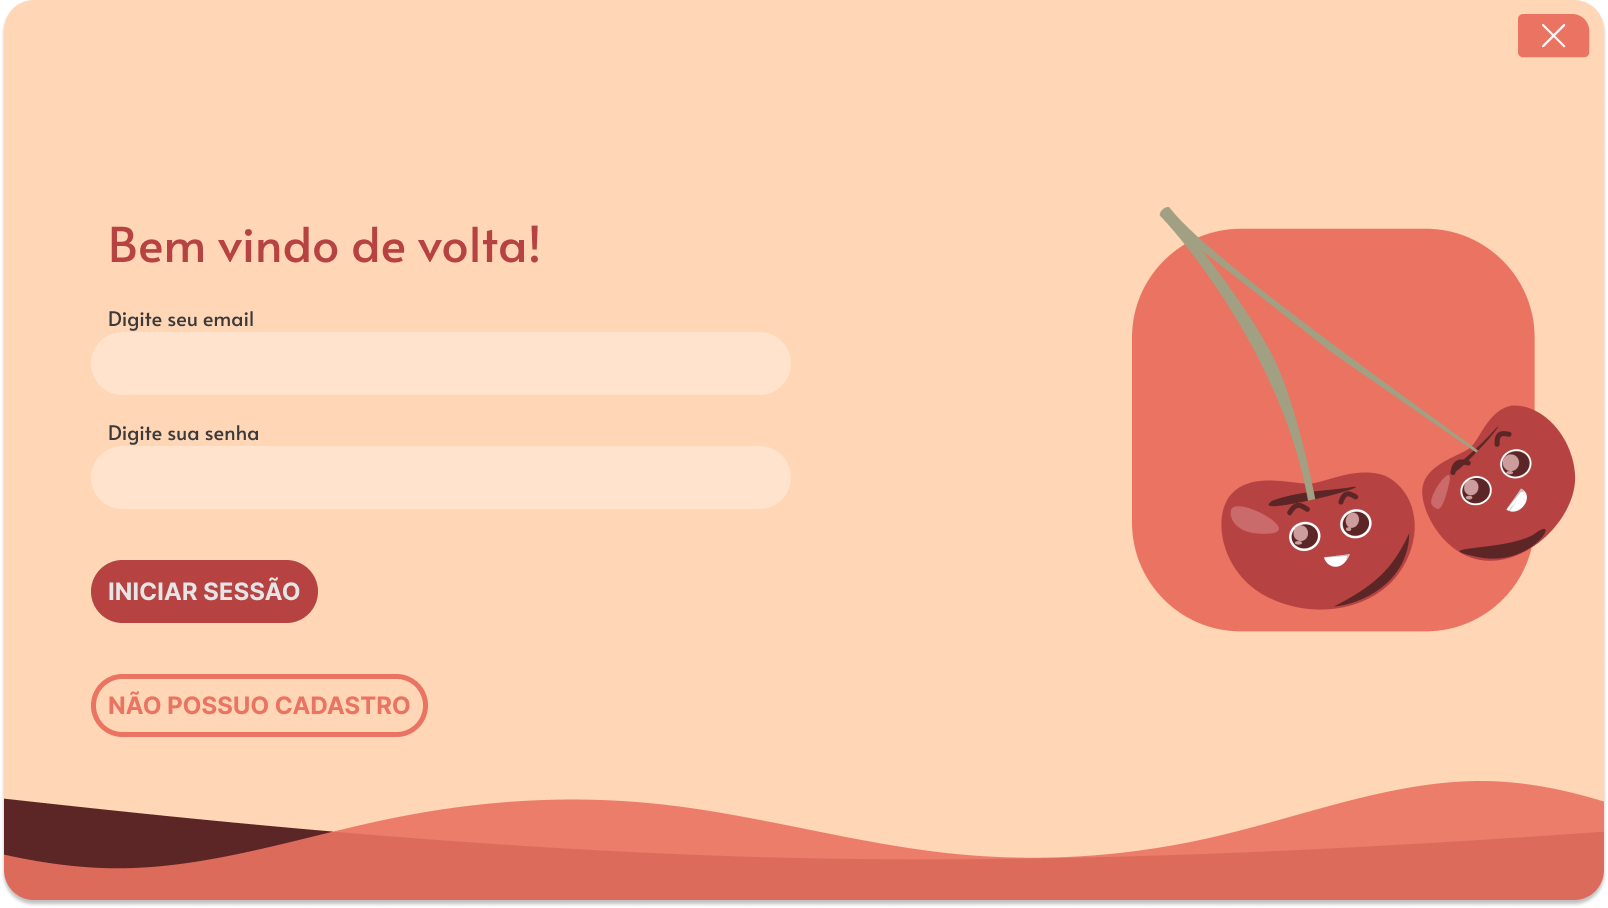 Bem vindo de volta!
Digite seu email
Digite sua senha
INICIAR SESSÃO
NÃO POSSUO CADASTRO